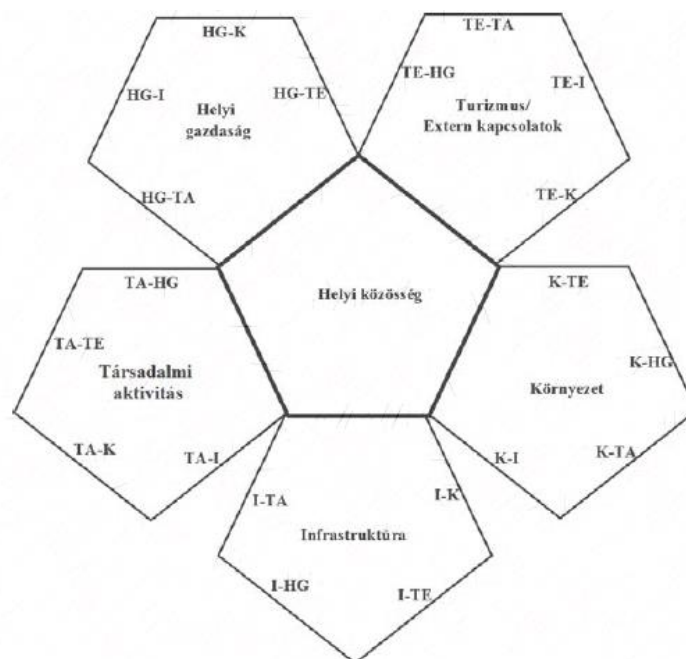 HG-K
HG-I
HG-TE
Helyi
gazdaság
HG-TA
TE-TA
TE-HG
TE-I
Turizmus/
Extern kapcsolatok
TE-K
Helyi közösség
TA-HG
TA-TE
Társadalmi
aktivitás
TA-K
TA-I
K-TE
K-HG
Környezet
K-I
K-TA
I-TA
I-K
Infrastruktúra
I-HG
I-TE